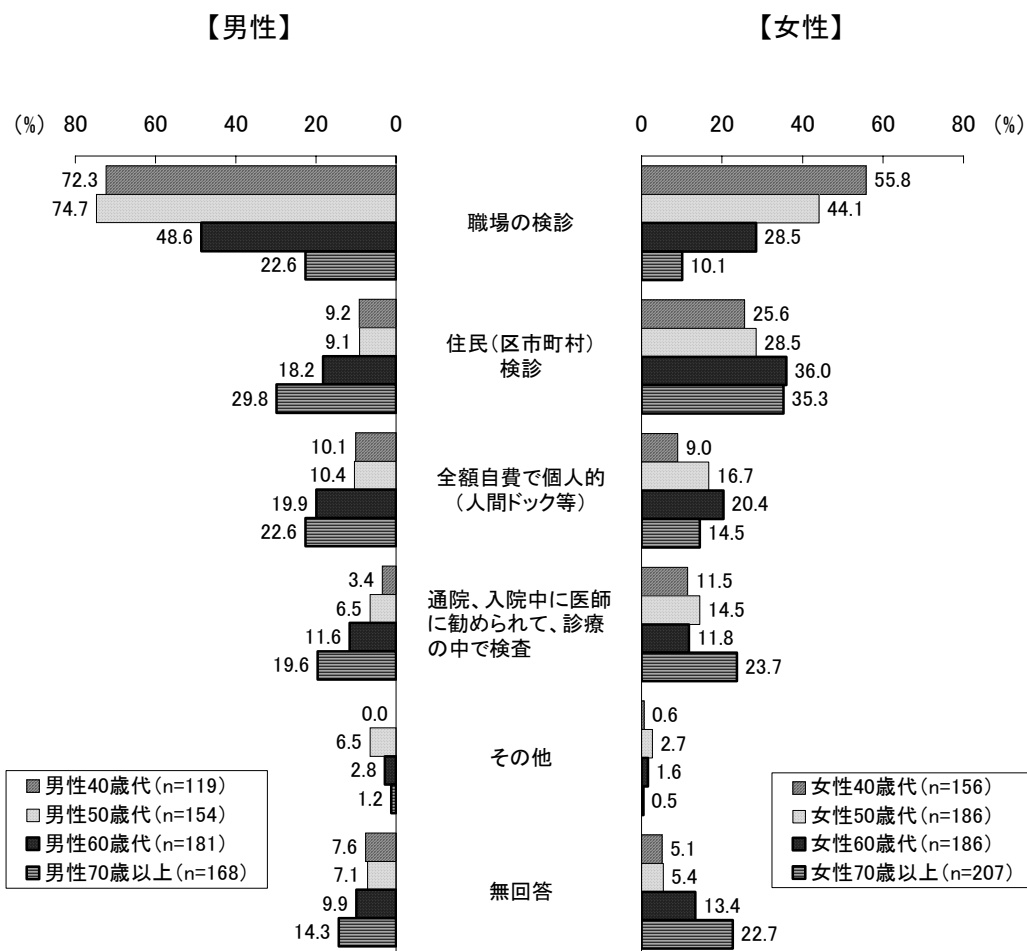 【男性】
【女性】
(%) 80 60 40 20 0
0 20 40 60 80 (%)
72.3
74.7
48.6
22.6
職場の検診
55.8
44.1
28.5
10.1
9.2
9.1
18.2
29.8
住民(区市町村)
検診
25.6
28.5
36.0
35.3
10.1
10.4
19.9
22.6
全額自費で個人的
(人間ドック等)
9.0
16.7
20.4
14.5
3.4
6.5
11.6
19.6
通院、入院中に医師
に勧められて、診療
の中で検査
11.5
14.5
11.8
23.7
0.0
6.5
2.8
1.2
その他
0.6
2.7
1.6
0.5
7.6
7.1
9.9
14.3
無回答
5.1
5.4
13.4
22.7
男性40歳代(n=119)
男性50歳代(n=154)
男性60歳代(n=181)
男性70歳以上(n=168)
女性40歳代(n=156)
女性50歳代(n=186)
女性60歳代(n=186)
女性70歳以上(n=207)